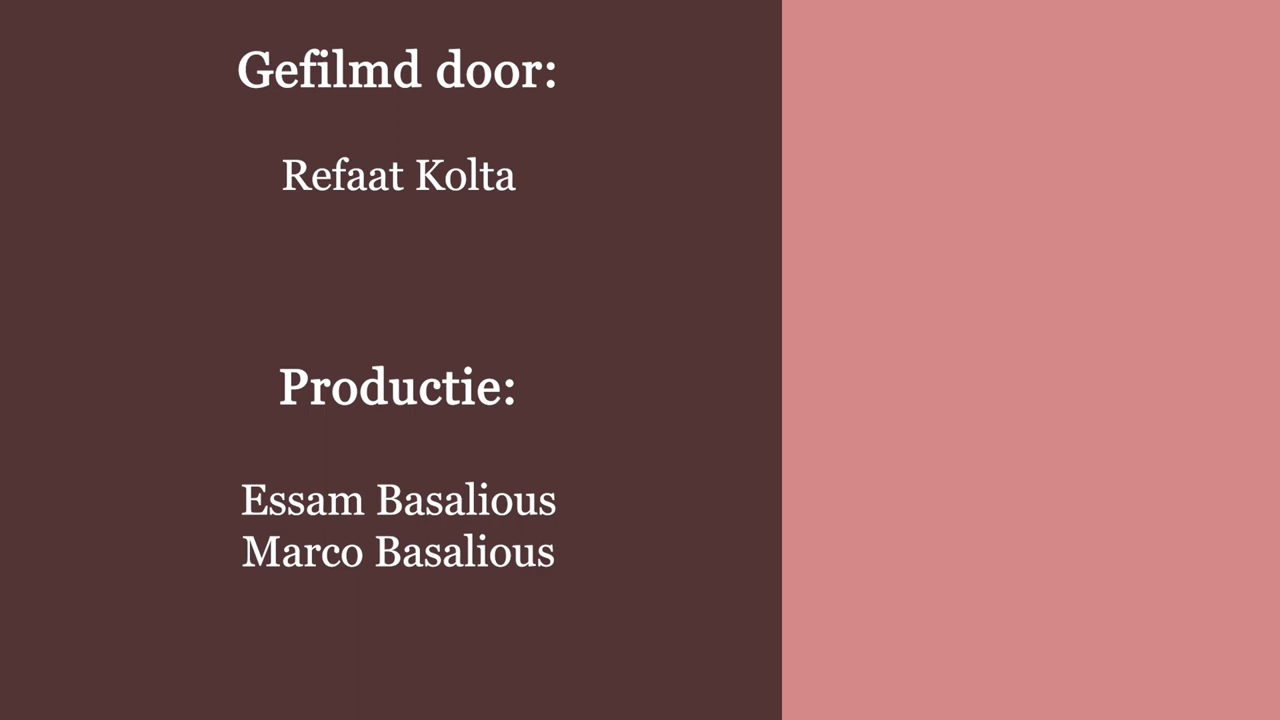 Gefilmd door:
Refaat Kolta
Productie:
Essam Basalious
Marco Basalious